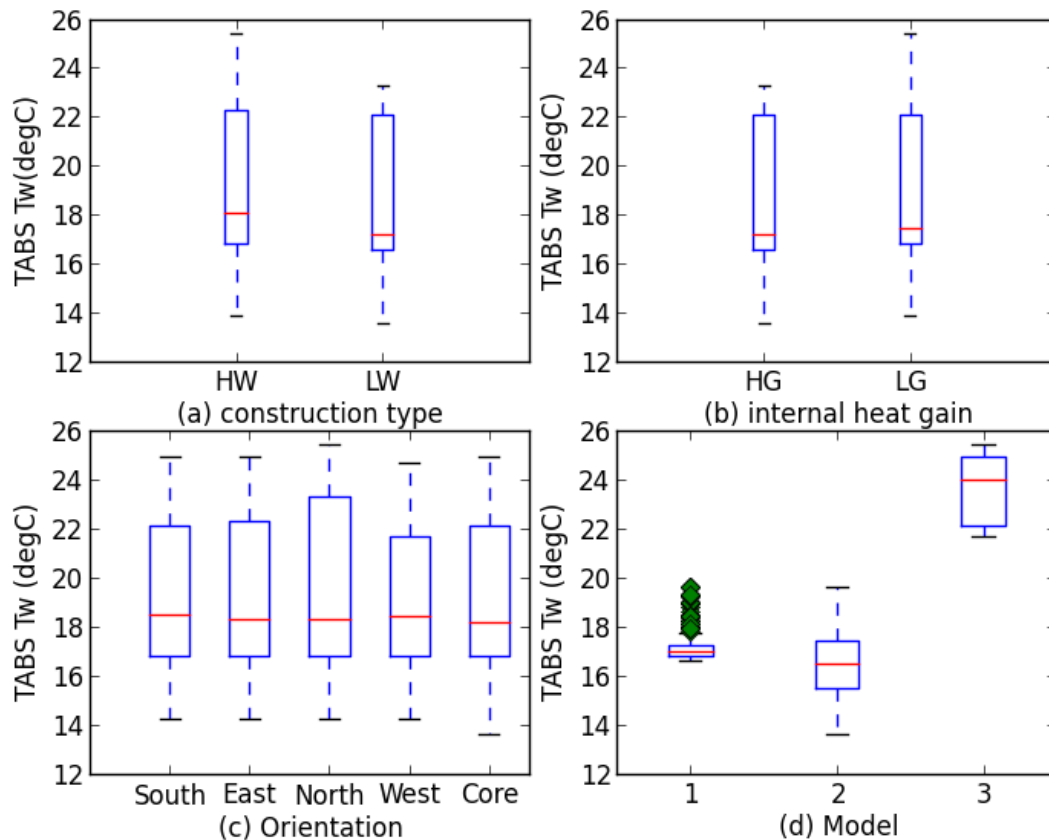 26
24
22
20
18
16
14
12
TABS Tw(degC)
HW LW
(a) construction type
26
24
22
20
18
16
14
12
TABS Tw (degC)
HG LG
(b) internal heat gain
26
24
22
20
18
16
14
12
TABS Tw (degC)
South East North West Core
(c) Orientation
26
24
22
20
18
16
14
12
TABS Tw (degC)
1 2 3
(d) Model